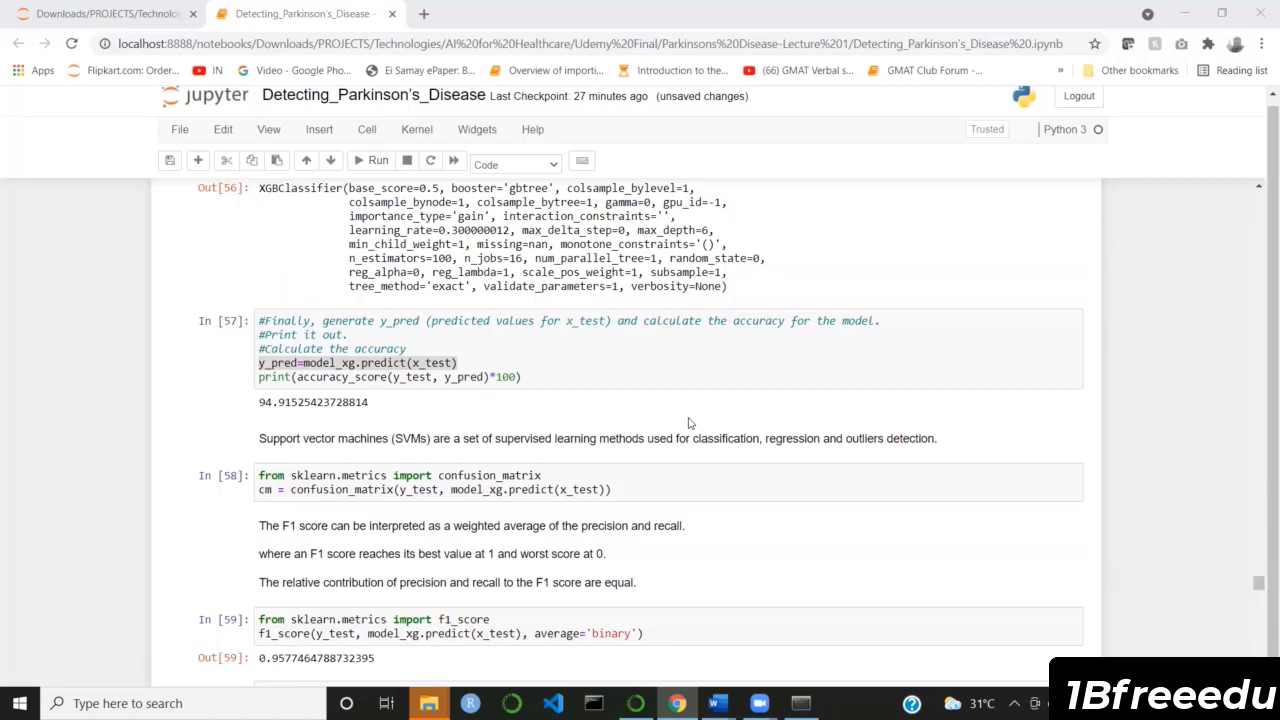 Downloads/PROJECTS/Technolog
Detecting_Parkinson's_Disease -
localhost:8888/notebooks/Downloads/PROJECTS/Technologies/AI%20for%20Healthcare/Udemy%20Final/Parkinsons%20Disease-Lecture%201/Detecting_Parkinson's_Disease%20.ipynb
Apps Flipkart.com: Order... IN Video - Google Pho... Ei Samay ePaper: B... Overview of importi... Introduction to the... (66) GMAT Verbal s... GMAT Club Forum -... » Other bookmarks Reading list
jupyter Detecting_Parkinson's_Disease Last Checkpoint: 27 minutes ago (unsaved changes) Logout
File Edit View Insert Cell Kernel Widgets Help Trusted Python 3
Run Code
Out[56]: XGBClassifier(base_score=0.5, booster='gbtree', colsample_bylevel=1,
colsample_bynode=1, colsample_bytree=1, gamma=0, gpu_id=-1,
importance_type='gain', interaction_constraints='',
learning_rate=0.300000012, max_delta_step=0, max_depth=6,
min_child_weight=1, missing=nan, monotone_constraints='()',
n_estimators=100, n_jobs=16, num_parallel_tree=1, random_state=0,
reg_alpha=0, reg_lambda=1, scale_pos_weight=1, subsample=1,
tree_method='exact', validate_parameters=1, verbosity=None)
In [57]: #Finally, generate y_pred (predicted values for x_test) and calculate the accuracy for the model.
#Print it out.
#Calculate the accuracy
y_pred=model_xg.predict(x_test)
print(accuracy_score(y_test, y_pred)*100)
94.91525423728814
Support vector machines (SVMs) are a set of supervised learning methods used for classification, regression and outliers detection.
In [58]: from sklearn.metrics import confusion_matrix
cm = confusion_matrix(y_test, model_xg.predict(x_test))
The F1 score can be interpreted as a weighted average of the precision and recall.
where an F1 score reaches its best value at 1 and worst score at 0.
The relative contribution of precision and recall to the F1 score are equal.
In [59]: from sklearn.metrics import f1_score
f1_score(y_test, model_xg.predict(x_test), average='binary')
Out[59]: 0.9577464788732395
Type here to search
31°C
1Bfreeedu